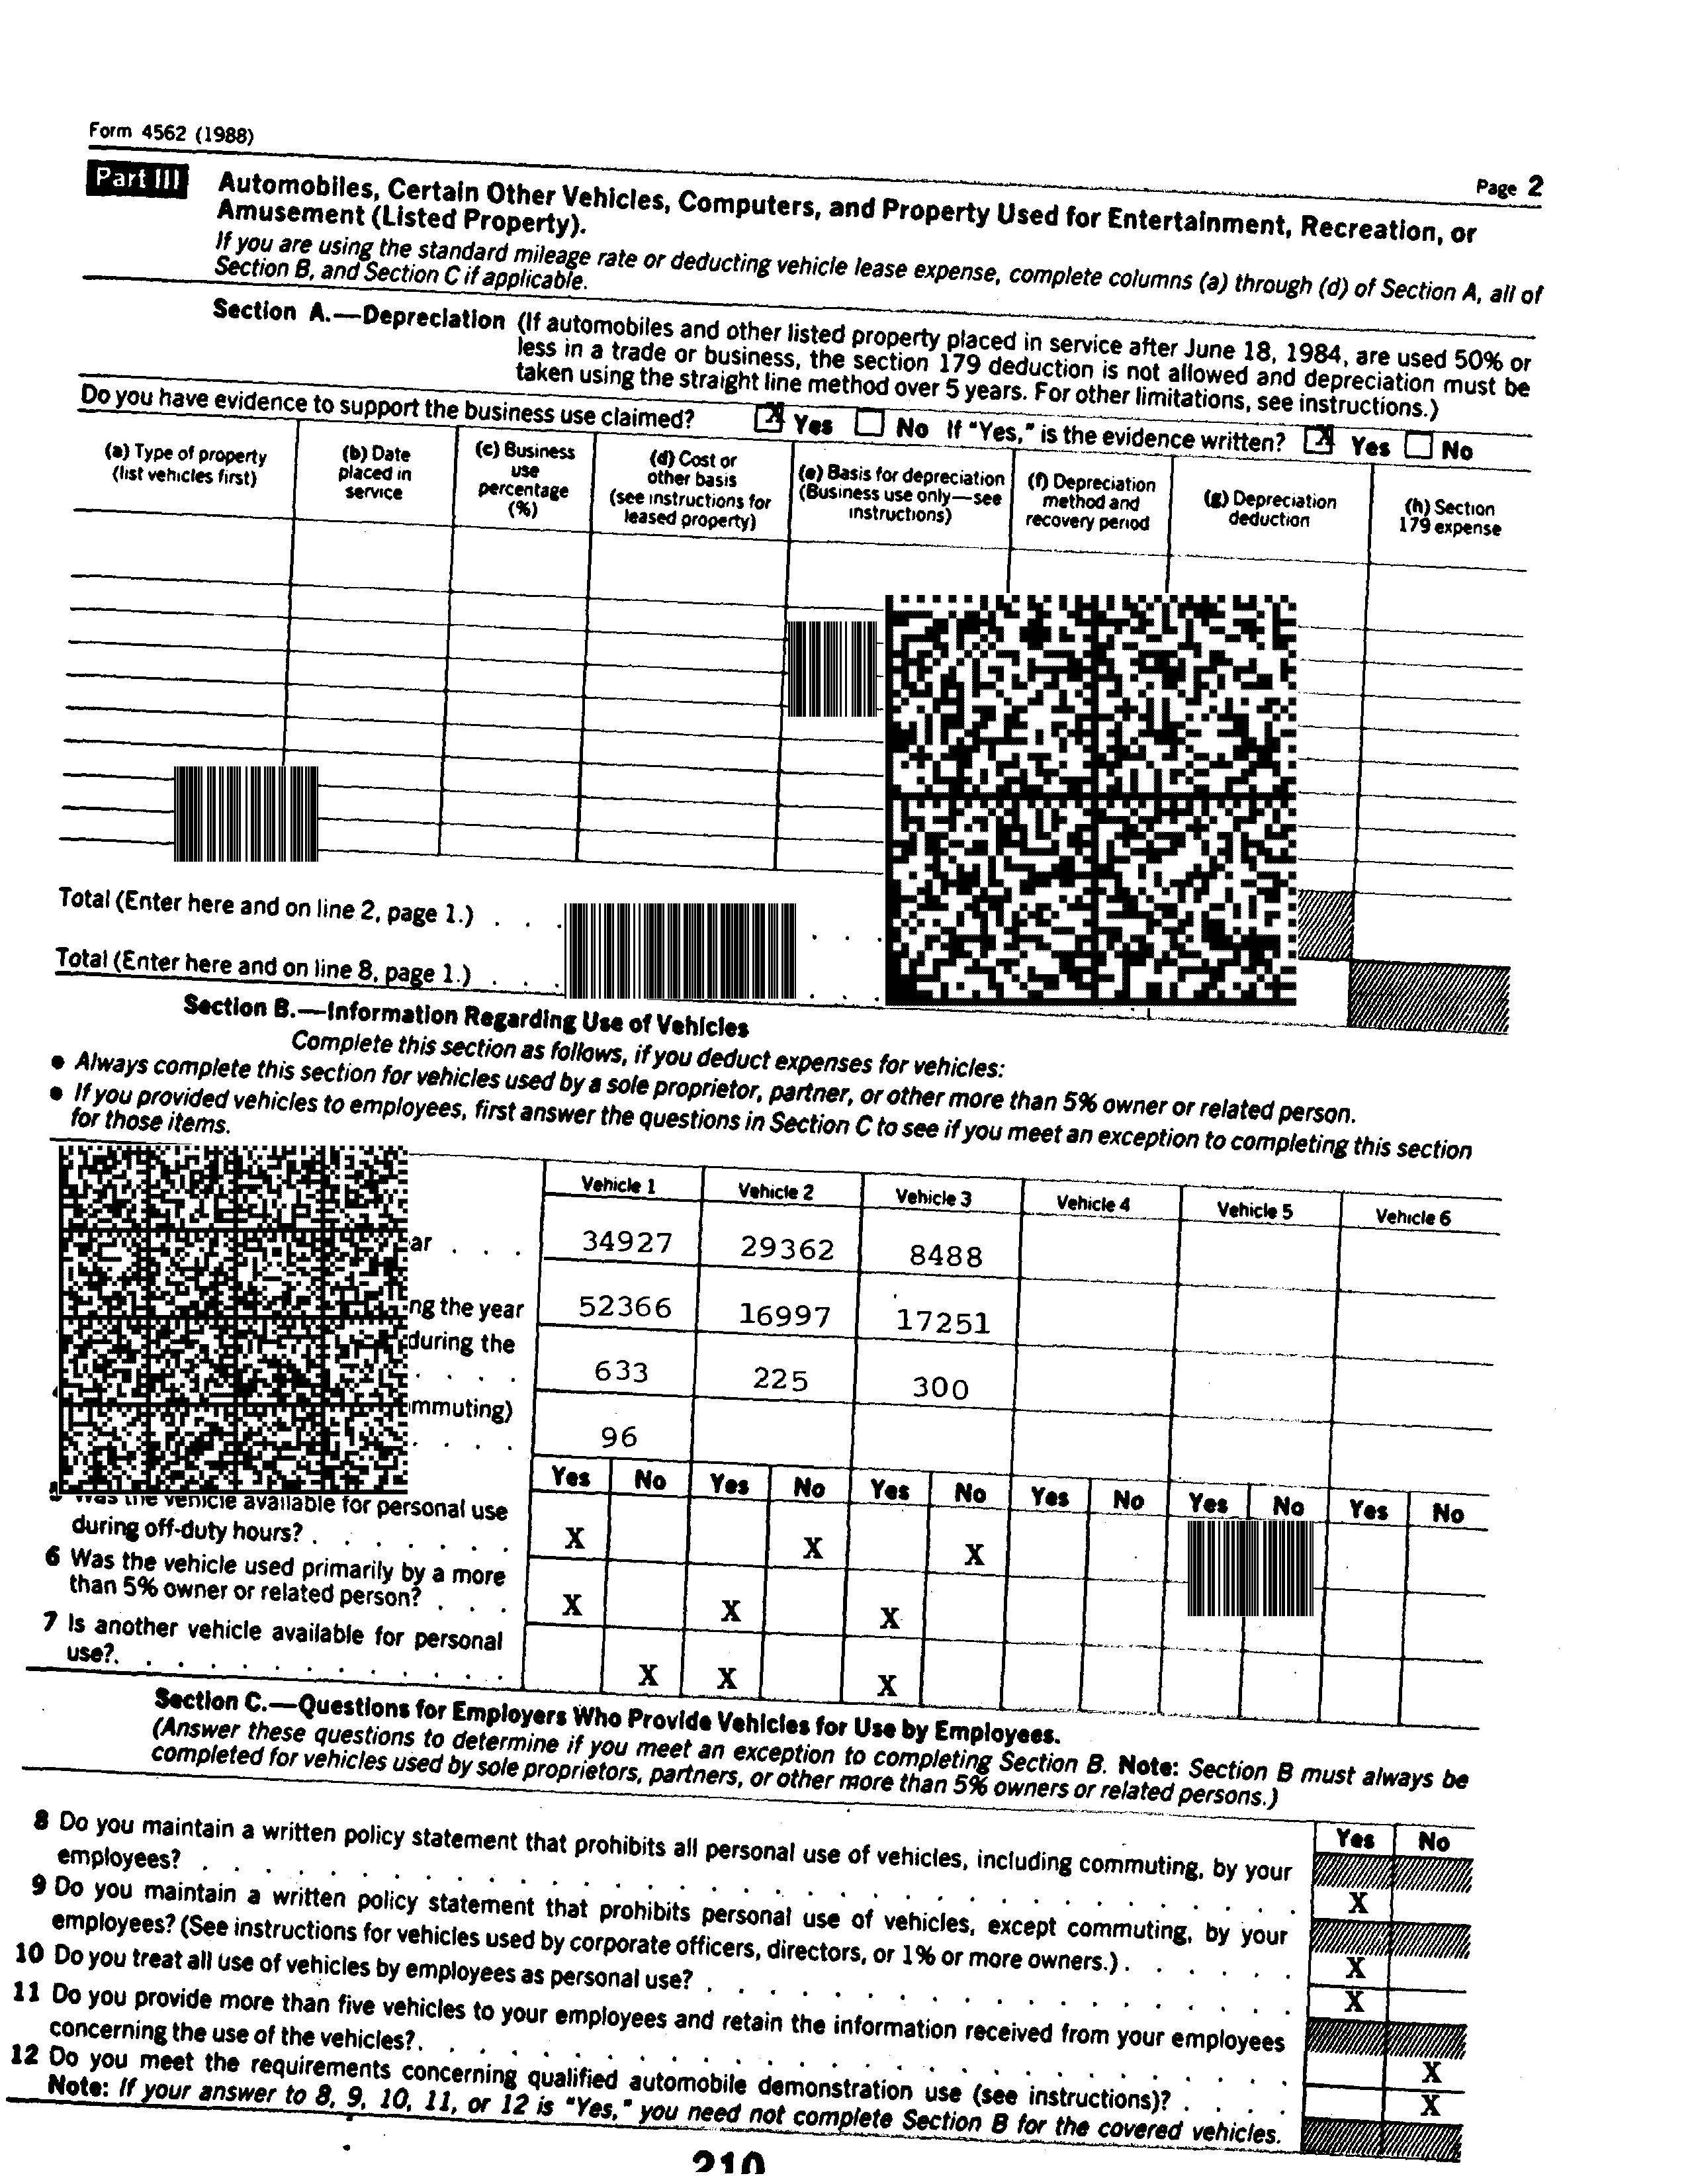 Form 4562 (1988)
Page 2
Part III
Automobiles, Certain Other Vehicles, Computers, and Property Used for Entertainment, Recreation, or
Amusement (Listed Property).
If you are using the standard mileage rate or deducting vehicle lease expense, complete columns (a) through (d) of Section A, all of
Section B, and Section C if applicable.
Section A.—Depreciation (If automobiles and other listed property placed in service after June 18, 1984, are used 50% or
less in a trade or business, the section 179 deduction is not allowed and depreciation must be
taken using the straight line method over 5 years. For other limitations, see instructions.)
Do you have evidence to support the business use claimed? X Yes No If "Yes," is the evidence written? X Yes No
(a) Type of property
(list vehicles first)
(b) Date
placed in
service
(c) Business
use
percentage
(%)
(d) Cost or
other basis
(see instructions for
leased property)
(e) Basis for depreciation
(Business use only—see
instructions)
(f) Depreciation
method and
recovery period
(g) Depreciation
deduction
(h) Section
179 expense
Total (Enter here and on line 2, page 1.) . . .
Total (Enter here and on line 8, page 1.) . . . .
Section B.—Information Regarding Use of Vehicles
Complete this section as follows, if you deduct expenses for vehicles:
● Always complete this section for vehicles used by a sole proprietor, partner, or other more than 5% owner or related person.
● If you provided vehicles to employees, first answer the questions in Section C to see if you meet an exception to completing this section
for those items.
Vehicle 1 Vehicle 2 Vehicle 3 Vehicle 4 Vehicle 5 Vehicle 6
34927 29362 8488
the year 52366 16997 17251
during the
633 225 300
96
Yes No Yes No Yes No Yes No Yes No Yes No
Was the vehicle available for personal use
during off-duty hours? . . . . . . . X X X
6 Was the vehicle used primarily by a more
than 5% owner or related person? . . . X X X
7 Is another vehicle available for personal
use?. . . . . . . . . . . . . X X X
Section C.—Questions for Employers Who Provide Vehicles for Use by Employees.
(Answer these questions to determine if you meet an exception to completing Section B. Note: Section B must always be
completed for vehicles used by sole proprietors, partners, or other more than 5% owners or related persons.)
Yes No
8 Do you maintain a written policy statement that prohibits all personal use of vehicles, including commuting, by your
employees? . . . . . . . . . . . . . . . . . . . . . . . . . . . X
9 Do you maintain a written policy statement that prohibits personal use of vehicles, except commuting, by your
employees? (See instructions for vehicles used by corporate officers, directors, or 1% or more owners.) . . . . . . X
10 Do you treat all use of vehicles by employees as personal use? . . . . . . . . . . . . . . . X
11 Do you provide more than five vehicles to your employees and retain the information received from your employees
concerning the use of the vehicles?. . . . . . . . . . . . . . . . . . . . . . X
12 Do you meet the requirements concerning qualified automobile demonstration use (see instructions)? . . . . X
Note: If your answer to 8, 9, 10, 11, or 12 is "Yes," you need not complete Section B for the covered vehicles.
210